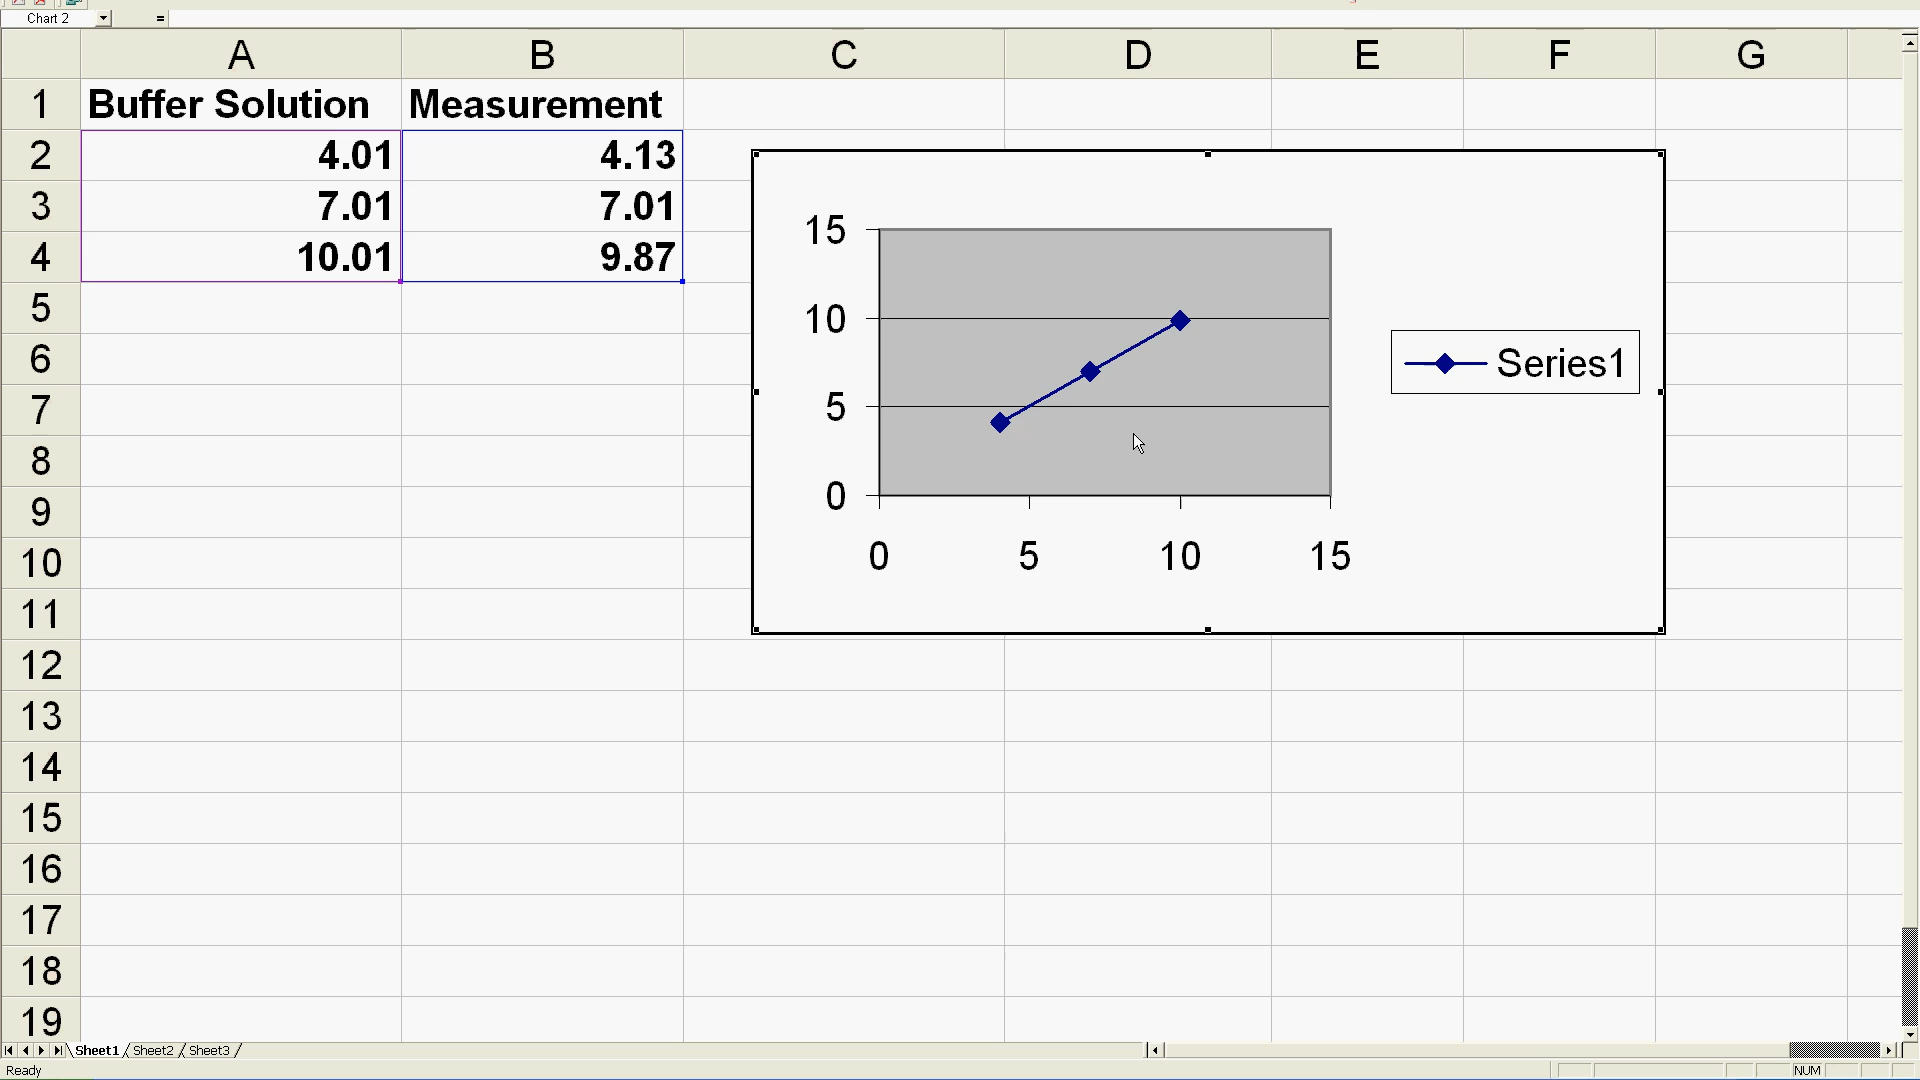 Chart 2 =
A B C D E F G
1 Buffer Solution Measurement
2 4.01 4.13
3 7.01 7.01
4 10.01 9.87
5
6
7
8
9
10
11
12
13
14
15
16
17
18
19
15
10
5
0
0 5 10 15
Series1
Sheet1 Sheet2 Sheet3
Ready NUM